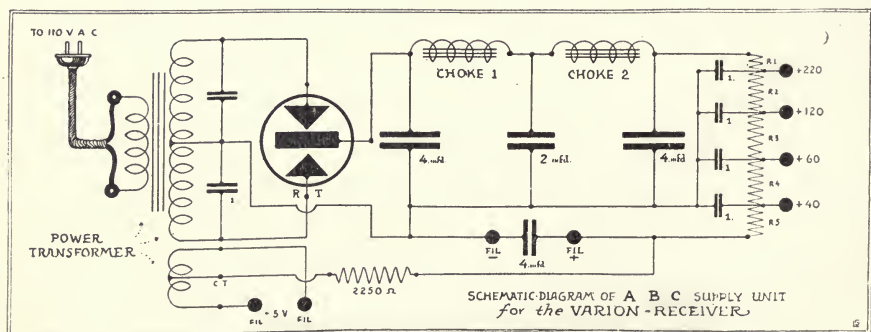 TO 110 V A C
CHOKE 1
CHOKE 2
R1
+220
1.
R2
+120
1
R3
+60
1
R4
+40
1.
R5
4.mfd.
2 mfd.
4.mfd
R T
1
FIL
-
FIL
+
4.mfd
POWER
TRANSFORMER
C T
2250 Ω
5V
FIL
FIL
SCHEMATIC-DIAGRAM OF A B C SUPPLY UNIT
for the VARION-RECEIVER